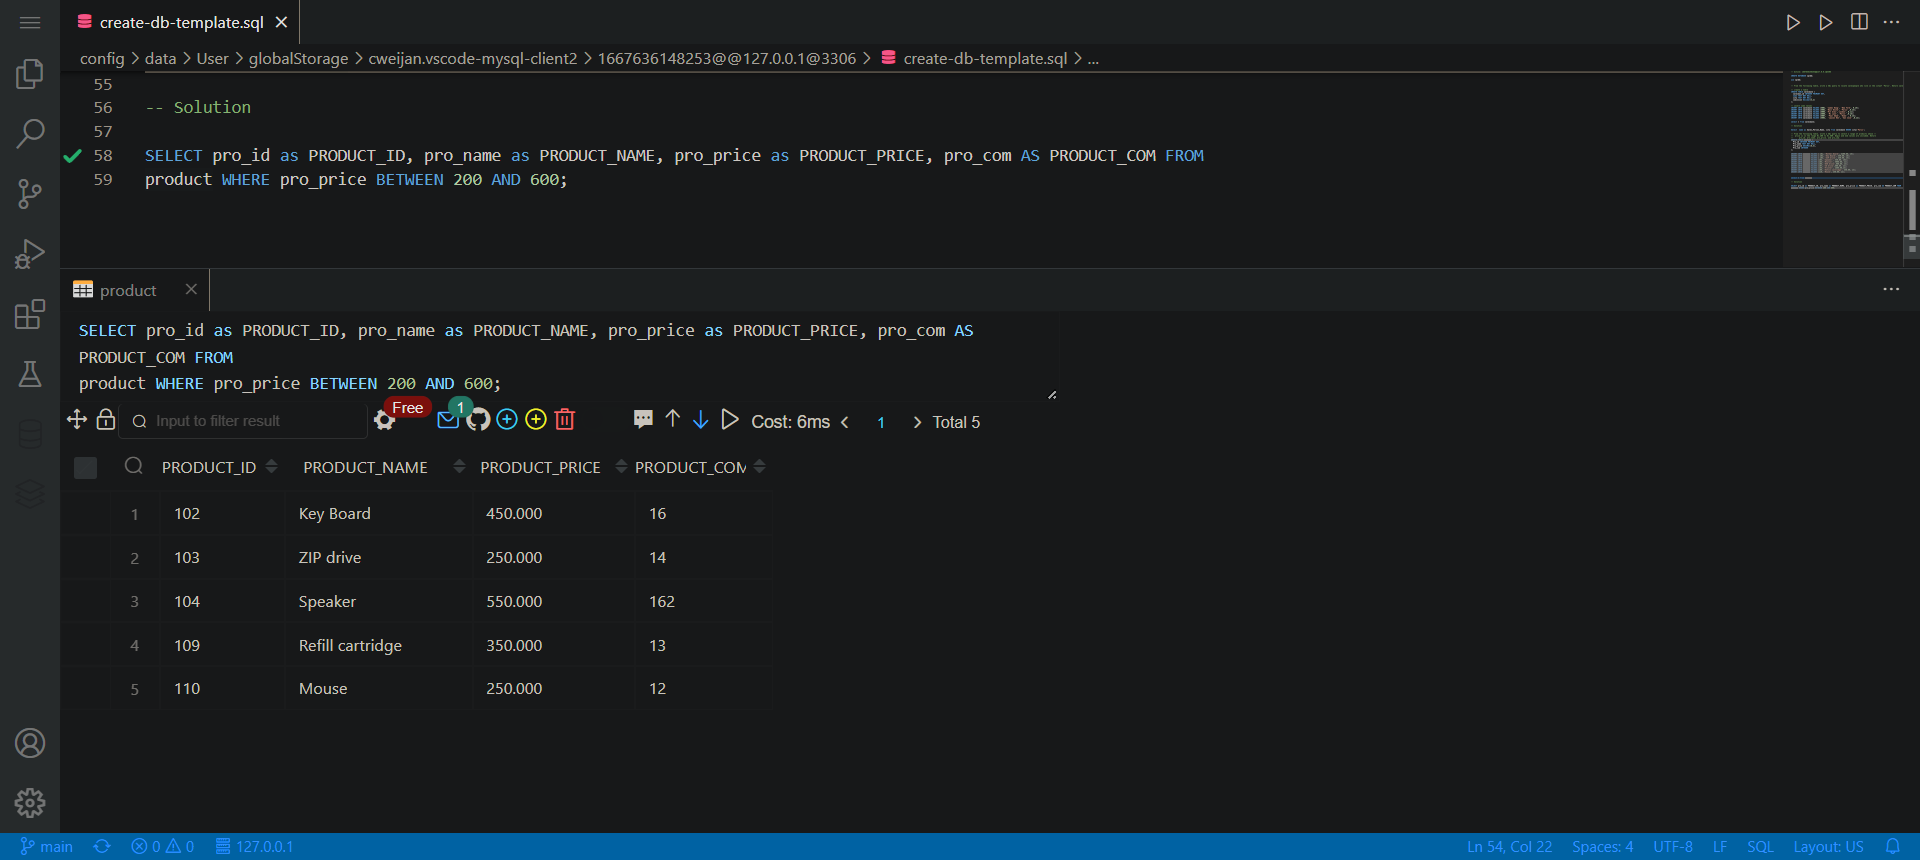 create-db-template.sql
config > data > User > globalStorage > cweijan.vscode-mysql-client2 > 1667636148253@@127.0.0.1@3306 > create-db-template.sql > ...
55
56 -- Solution
57
58 SELECT pro_id as PRODUCT_ID, pro_name as PRODUCT_NAME, pro_price as PRODUCT_PRICE, pro_com AS PRODUCT_COM FROM
59 product WHERE pro_price BETWEEN 200 AND 600;
product
SELECT pro_id as PRODUCT_ID, pro_name as PRODUCT_NAME, pro_price as PRODUCT_PRICE, pro_com AS
PRODUCT_COM FROM
product WHERE pro_price BETWEEN 200 AND 600;
Input to filter result Free 1 Cost: 6ms < 1 > Total 5
PRODUCT_ID PRODUCT_NAME PRODUCT_PRICE PRODUCT_COM
1 102 Key Board 450.000 16
2 103 ZIP drive 250.000 14
3 104 Speaker 550.000 162
4 109 Refill cartridge 350.000 13
5 110 Mouse 250.000 12
main 0 0 127.0.0.1 Ln 54, Col 22 Spaces: 4 UTF-8 LF SQL Layout: US